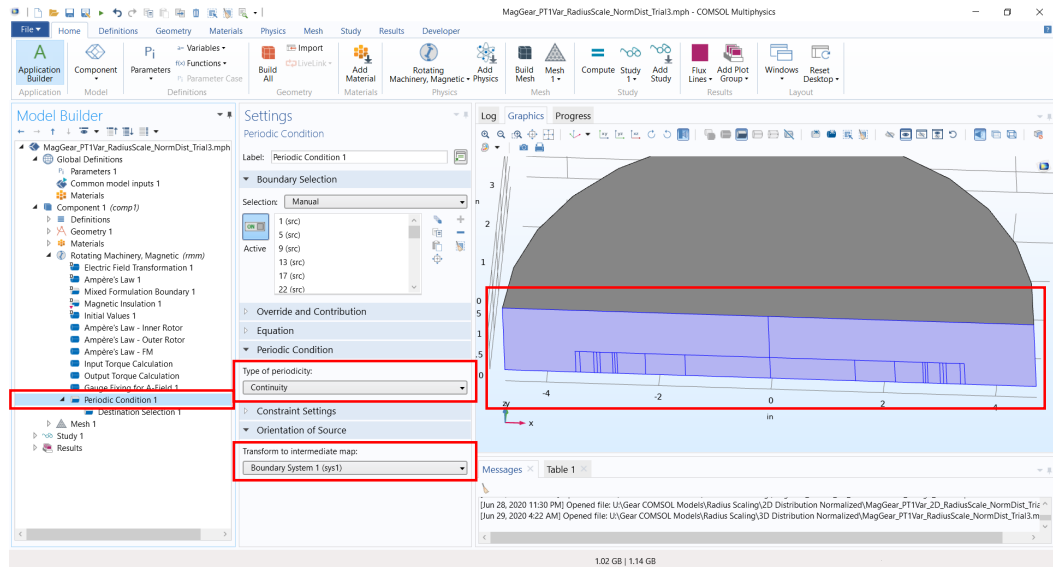 MagGear_PT1Var_RadiusScale_NormDist_Trial3.mph - COMSOL Multiphysics
File Home Definitions Geometry Materials Physics Mesh Study Results Developer
Application Builder
Component
Parameters
Variables
f(x) Functions
Pi Parameter Case
Build All
Import
LiveLink
Add Material
Rotating Machinery, Magnetic
Add Physics
Build Mesh
Mesh 1
Compute
Study 1
Add Study
Flux Lines
Add Plot Group
Windows
Reset Desktop
Application Model Definitions Geometry Materials Physics Mesh Study Results Layout
Model Builder
MagGear_PT1Var_RadiusScale_NormDist_Trial3.mph
Global Definitions
Pi Parameters 1
Common model inputs 1
Materials
Component 1 (comp1)
Definitions
Geometry 1
Materials
Rotating Machinery, Magnetic (rmm)
Electric Field Transformation 1
Ampère's Law 1
Mixed Formulation Boundary 1
Magnetic Insulation 1
Initial Values 1
Ampère's Law - Inner Rotor
Ampère's Law - Outer Rotor
Ampère's Law - FM
Input Torque Calculation
Output Torque Calculation
Gauge Fixing for A-Field 1
Periodic Condition 1
Destination Selection 1
Mesh 1
Study 1
Results
Settings
Periodic Condition
Label: Periodic Condition 1
Boundary Selection
Selection: Manual
ON
Active
1 (src)
5 (src)
9 (src)
13 (src)
17 (src)
22 (src)
Override and Contribution
Equation
Periodic Condition
Type of periodicity:
Continuity
Constraint Settings
Orientation of Source
Transform to intermediate map:
Boundary System 1 (sys1)
Log Graphics Progress
3
n
2
1
0
5
1
.5
0
-4 -2 0 2 4
in
zy
x
Messages Table 1
[Jun 28, 2020 11:30 PM] Opened file: U:\Gear COMSOL Models\Radius Scaling\2D Distribution Normalized\MagGear_PT1Var_2D_RadiusScale_NormDist_Tria
[Jun 29, 2020 4:22 AM] Opened file: U:\Gear COMSOL Models\Radius Scaling\3D Distribution Normalized\MagGear_PT1Var_RadiusScale_NormDist_Trial3.m
1.02 GB | 1.14 GB